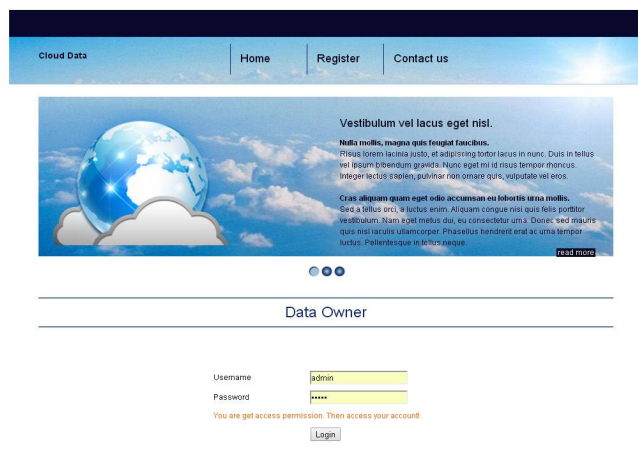 Cloud Data
Home
Register
Contact us
Vestibulum vel lacus eget nisl.
Nulla mollis, magna quis feugiat faucibus.
Risus lorem lacinia justo, et adipiscing tortor lacus in nunc. Duis in tellus
vel ipsum bibendum gravida. Nunc eget mi id risus tempor rhoncus.
Integer lectus sapien, pulvinar non ornare quis, vulputate vel eros.
Cras aliquam quam eget odio accumsan eu lobortis urna mollis.
Sed a tellus orci, a luctus enim. Aliquam congue nisi quis felis porttitor
vestibulum. Nam eget metus dui, eu consectetur urna. Donec sed mauris
quis nisl iaculis ullamcorper. Phasellus hendrerit erat ac urna tempor
luctus. Pellentesque in tellus neque.
read more
Data Owner
Username
admin
Password
•••••
You are get access permission. Then access your account!
Login